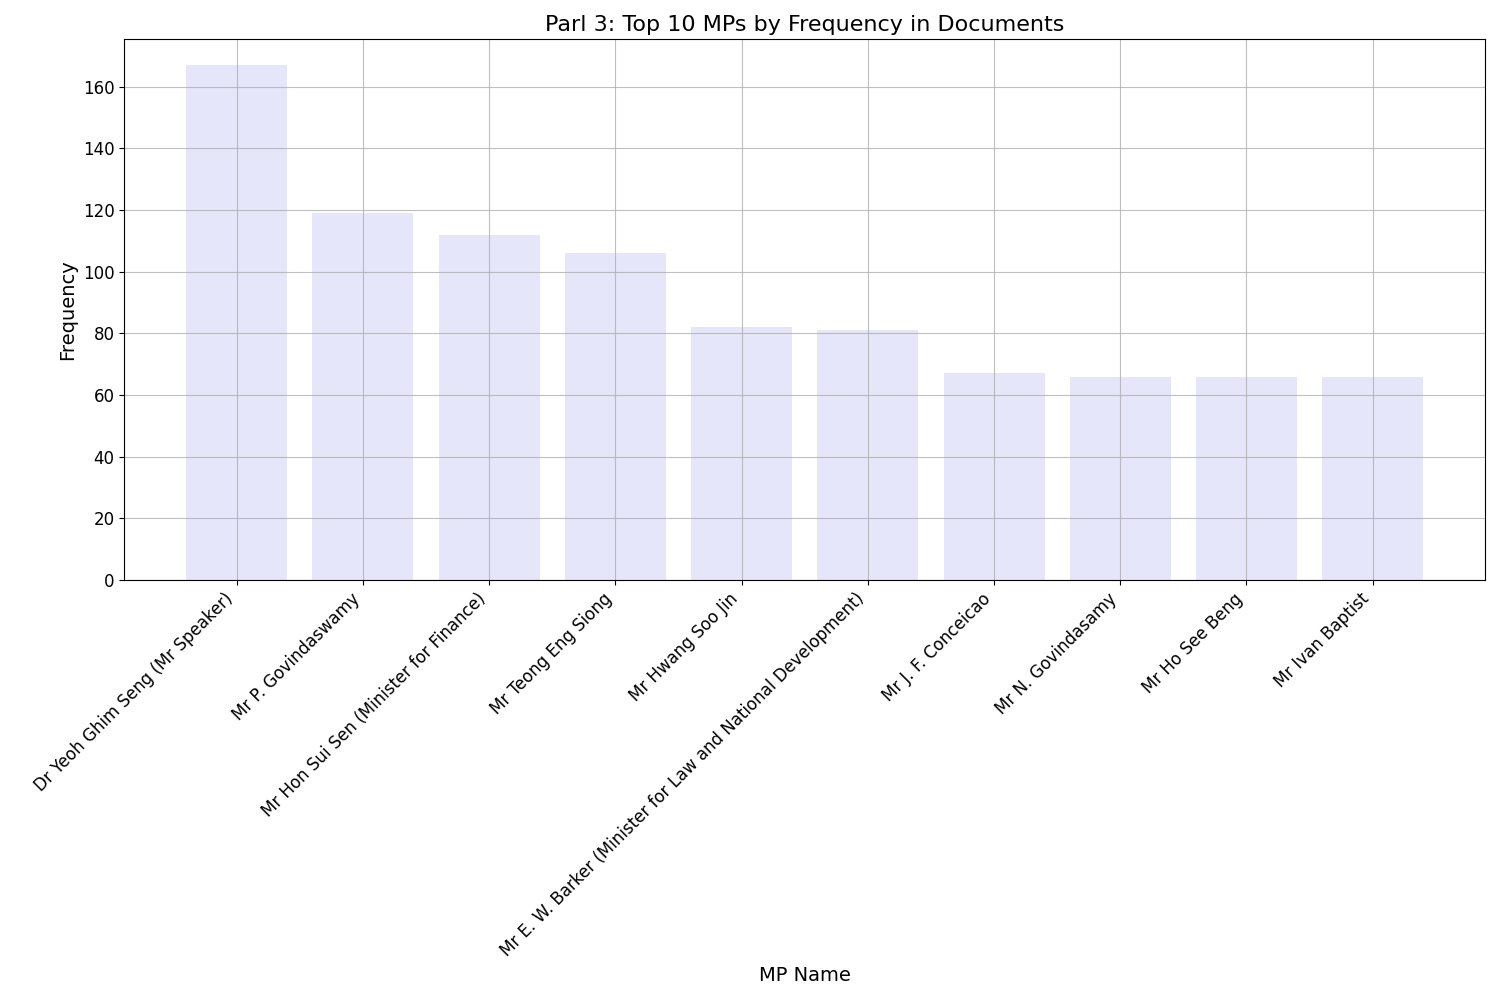 Parl 3: Top 10 MPs by Frequency in Documents
Frequency
160
140
120
100
80
60
40
20
0
Dr Yeoh Ghim Seng (Mr Speaker)
Mr P. Govindaswamy
Mr Hon Sui Sen (Minister for Finance)
Mr Teong Eng Siong
Mr Hwang Soo Jin
Mr E. W. Barker (Minister for Law and National Development)
Mr J. F. Conceicao
Mr N. Govindasamy
Mr Ho See Beng
Mr Ivan Baptist
MP Name